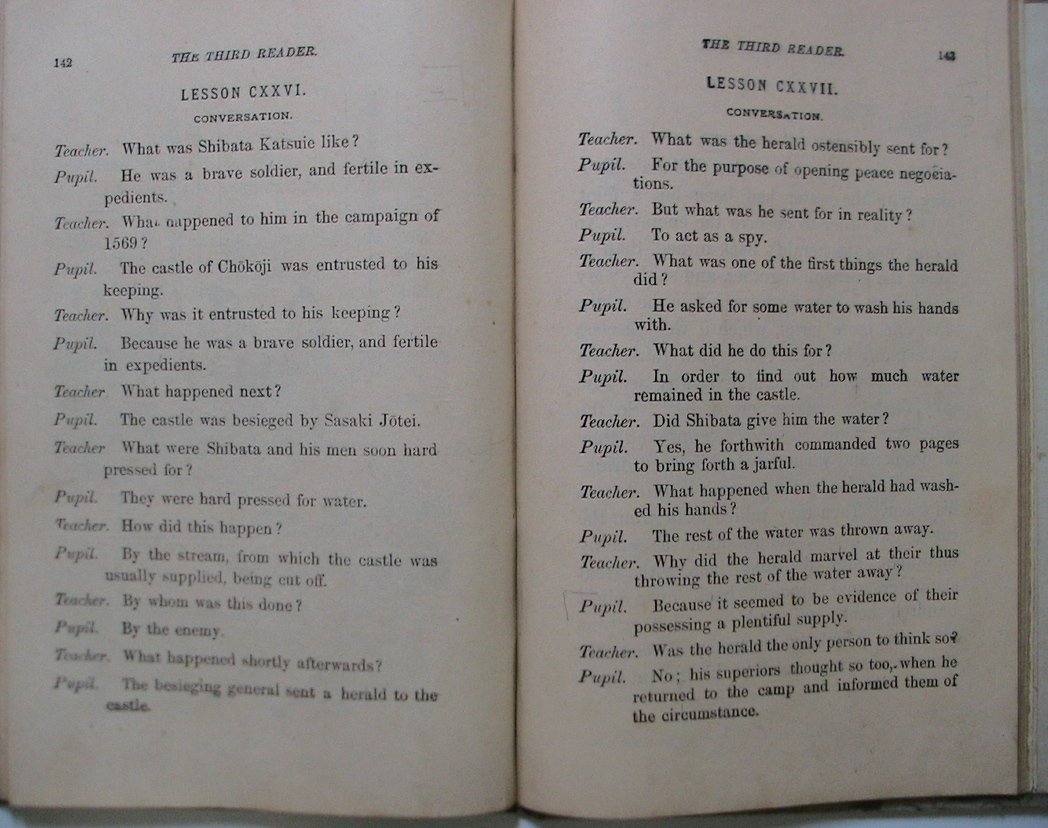 142
THE THIRD READER.
LESSON CXXVI.
CONVERSATION.
Teacher. What was Shibata Katsuie like?
Pupil. He was a brave soldier, and fertile in ex-
pedients.
Teacher. What happened to him in the campaign of
1569?
Pupil. The castle of Chōkōji was entrusted to his
keeping.
Teacher. Why was it entrusted to his keeping?
Pupil. Because he was a brave soldier, and fertile
in expedients.
Teacher What happened next?
Pupil. The castle was besieged by Sasaki Jōtei.
Teacher What were Shibata and his men soon hard
pressed for?
Pupil. They were hard pressed for water.
Teacher. How did this happen?
Pupil. By the stream, from which the castle was
usually supplied, being cut off.
Teacher. By whom was this done?
Pupil. By the enemy.
Teacher. What happened shortly afterwards?
Pupil. The besieging general sent a herald to the
castle.
THE THIRD READER.
143
LESSON CXXVII.
CONVERSATION.
Teacher. What was the herald ostensibly sent for?
Pupil. For the purpose of opening peace negocia-
tions.
Teacher. But what was he sent for in reality?
Pupil. To act as a spy.
Teacher. What was one of the first things the herald
did?
Pupil. He asked for some water to wash his hands
with.
Teacher. What did he do this for?
Pupil. In order to find out how much water
remained in the castle.
Teacher. Did Shibata give him the water?
Pupil. Yes, he forthwith commanded two pages
to bring forth a jarful.
Teacher. What happened when the herald had wash-
ed his hands?
Pupil. The rest of the water was thrown away.
Teacher. Why did the herald marvel at their thus
throwing the rest of the water away?
Pupil. Because it seemed to be evidence of their
possessing a plentiful supply.
Teacher. Was the herald the only person to think so?
Pupil. No; his superiors thought so too, when he
returned to the camp and informed them of
the circumstance.